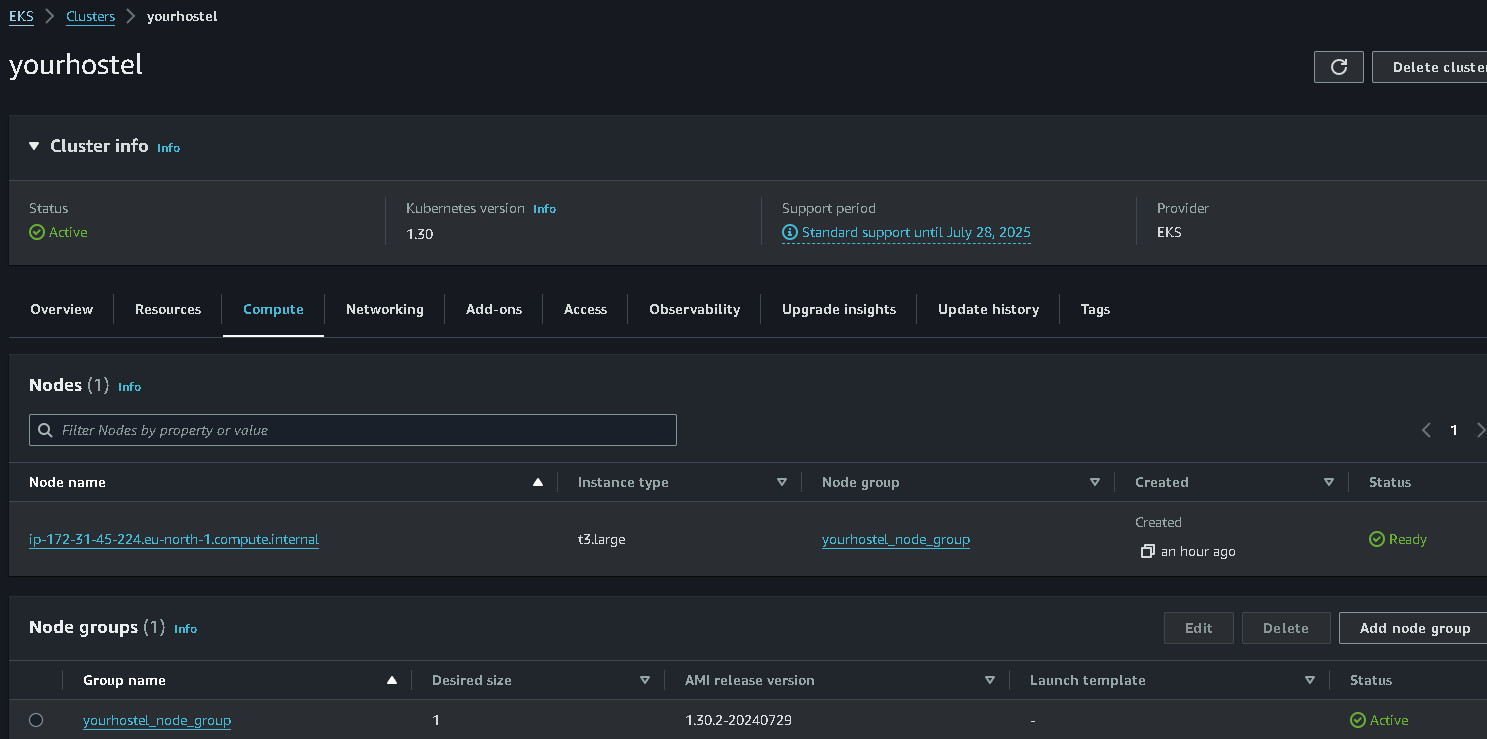 EKS > Clusters > yourhostel
yourhostel
Delete cluster
Cluster info Info
Status
Active
Kubernetes version Info
1.30
Support period
Standard support until July 28, 2025
Provider
EKS
Overview Resources Compute Networking Add-ons Access Observability Upgrade insights Update history Tags
Nodes (1) Info
Filter Nodes by property or value
1
Node name Instance type Node group Created Status
Created
ip-172-31-45-224.eu-north-1.compute.internal t3.large yourhostel_node_group an hour ago Ready
Node groups (1) Info
Edit Delete Add node group
Group name Desired size AMI release version Launch template Status
yourhostel_node_group 1 1.30.2-20240729 - Active